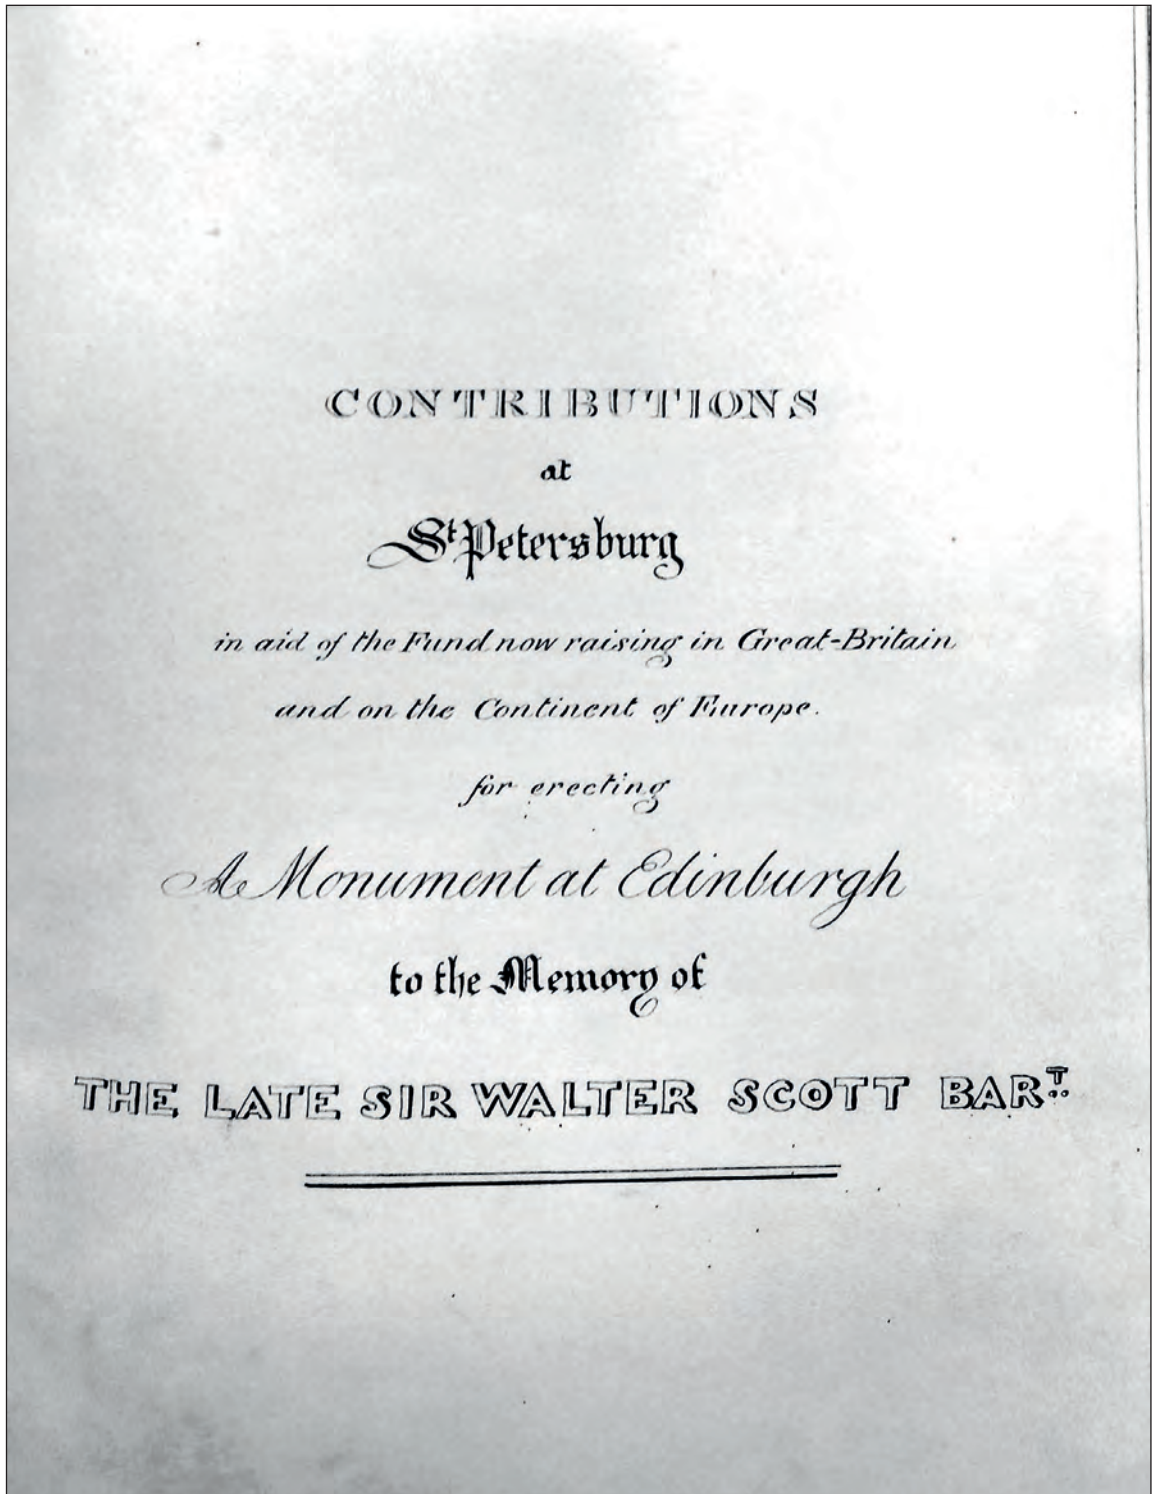 CONTRIBUTIONS
at
St Petersburg
in aid of the Fund now raising in Great-Britain
and on the Continent of Europe.
for erecting
A Monument at Edinburgh
to the Memory of
THE LATE SIR WALTER SCOTT BART.